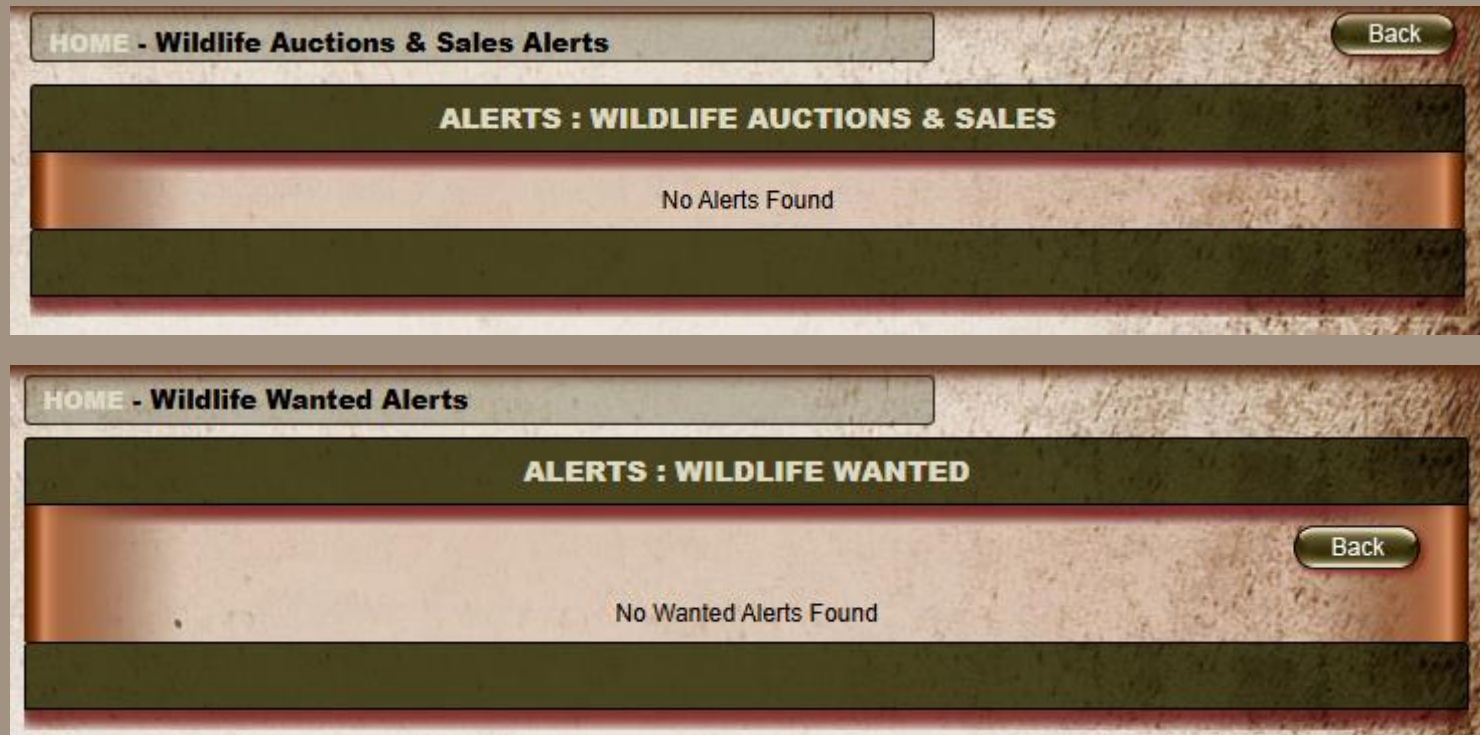 HOME - Wildlife Auctions & Sales Alerts
Back
ALERTS : WILDLIFE AUCTIONS & SALES
No Alerts Found
HOME - Wildlife Wanted Alerts
ALERTS : WILDLIFE WANTED
Back
No Wanted Alerts Found